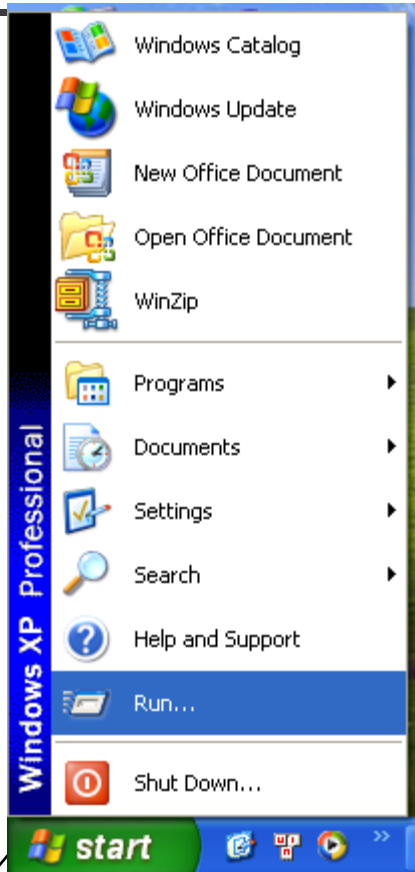 Windows Catalog
Windows Update
New Office Document
Open Office Document
WinZip
Programs
Documents
Settings
Search
Help and Support
Run...
Shut Down...
Windows XP Professional
start